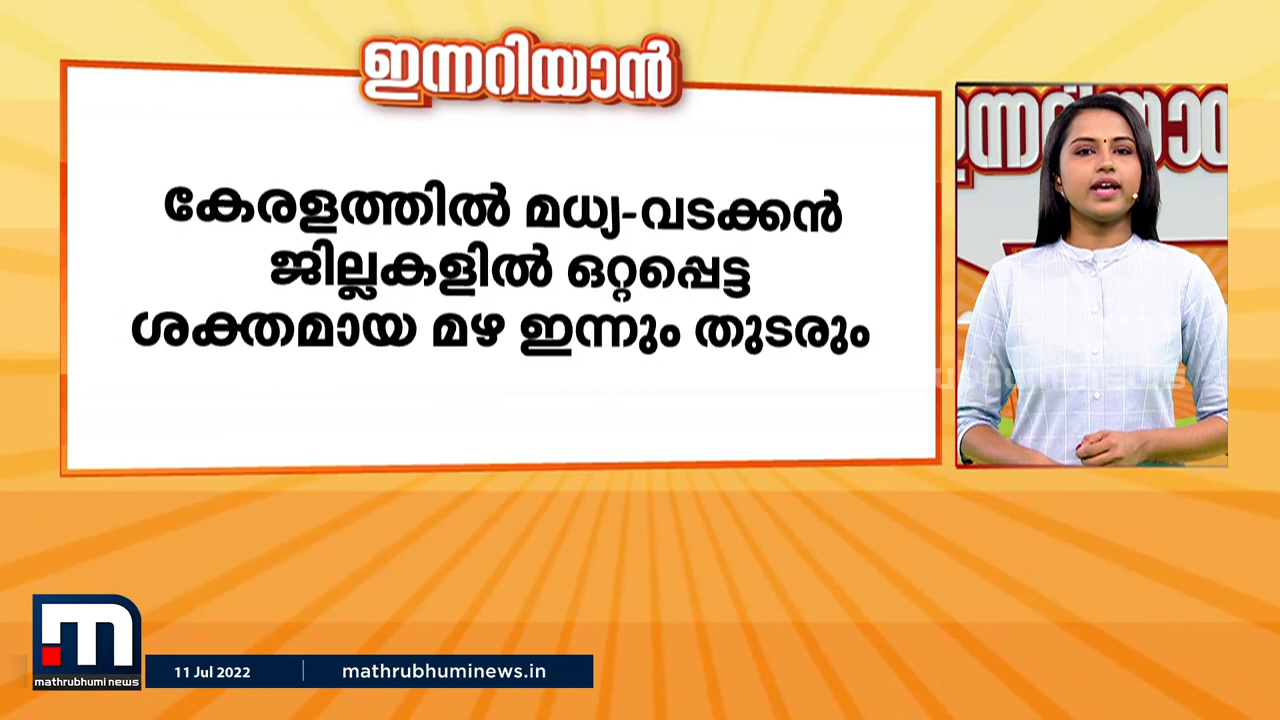 ഇന്നറിയാൻ
കേരളത്തിൽ മധ്യ-വടക്കൻ
ജില്ലകളിൽ ഒറ്റപ്പെട്ട
ശക്തമായ മഴ ഇന്നും തുടരും
mathrubhumi news
11 Jul 2022
mathrubhuminews.in